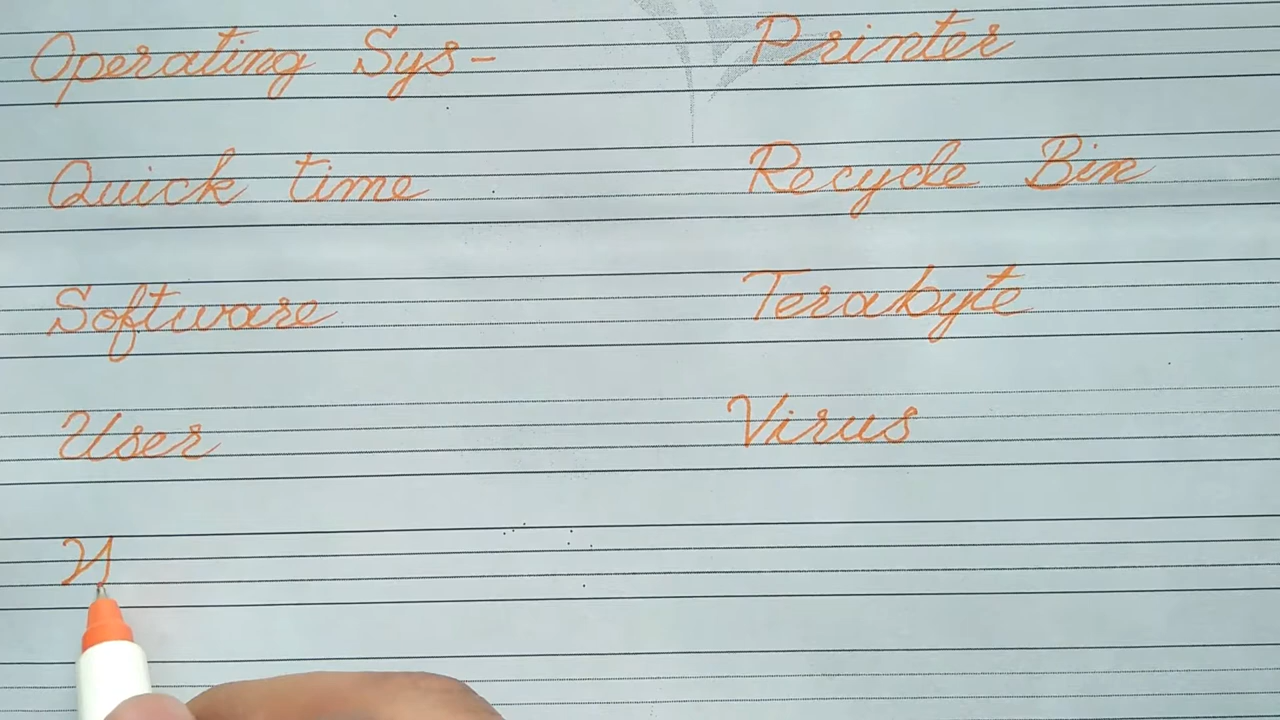 Operating Sys- Printer
Quick time Recycle Bin
Software Terabyte
User Virus